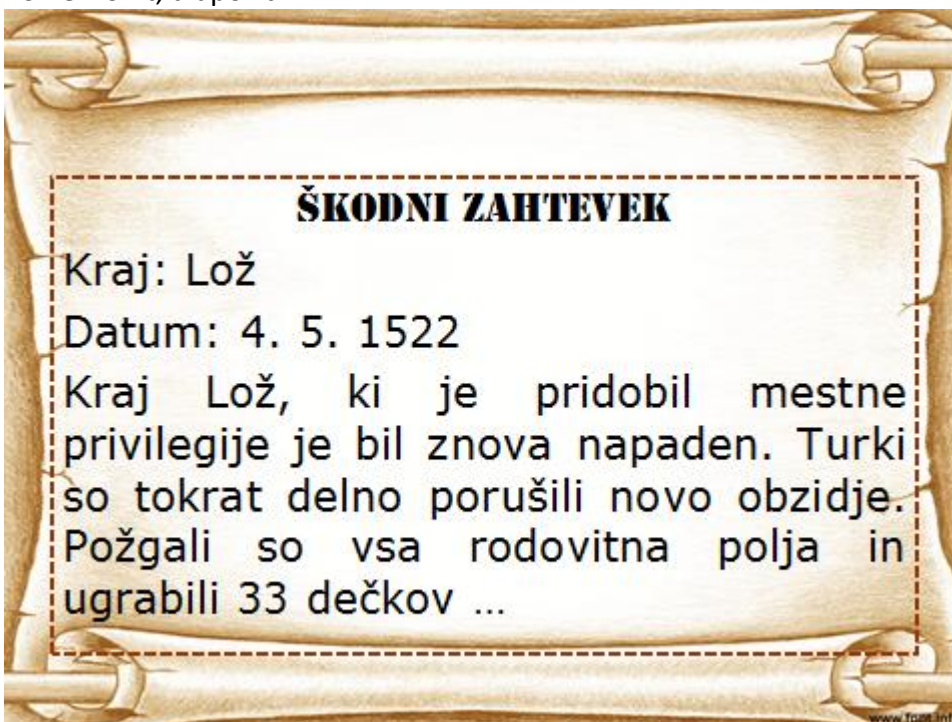 ŠKODNI ZAHTEVEK
Kraj: Lož
Datum: 4. 5. 1522
Kraj Lož, ki je pridobil mestne
privilegije je bil znova napaden. Turki
so tokrat delno porušili novo obzidje.
Požgali so vsa rodovitna polja in
ugrabili 33 dečkov ...